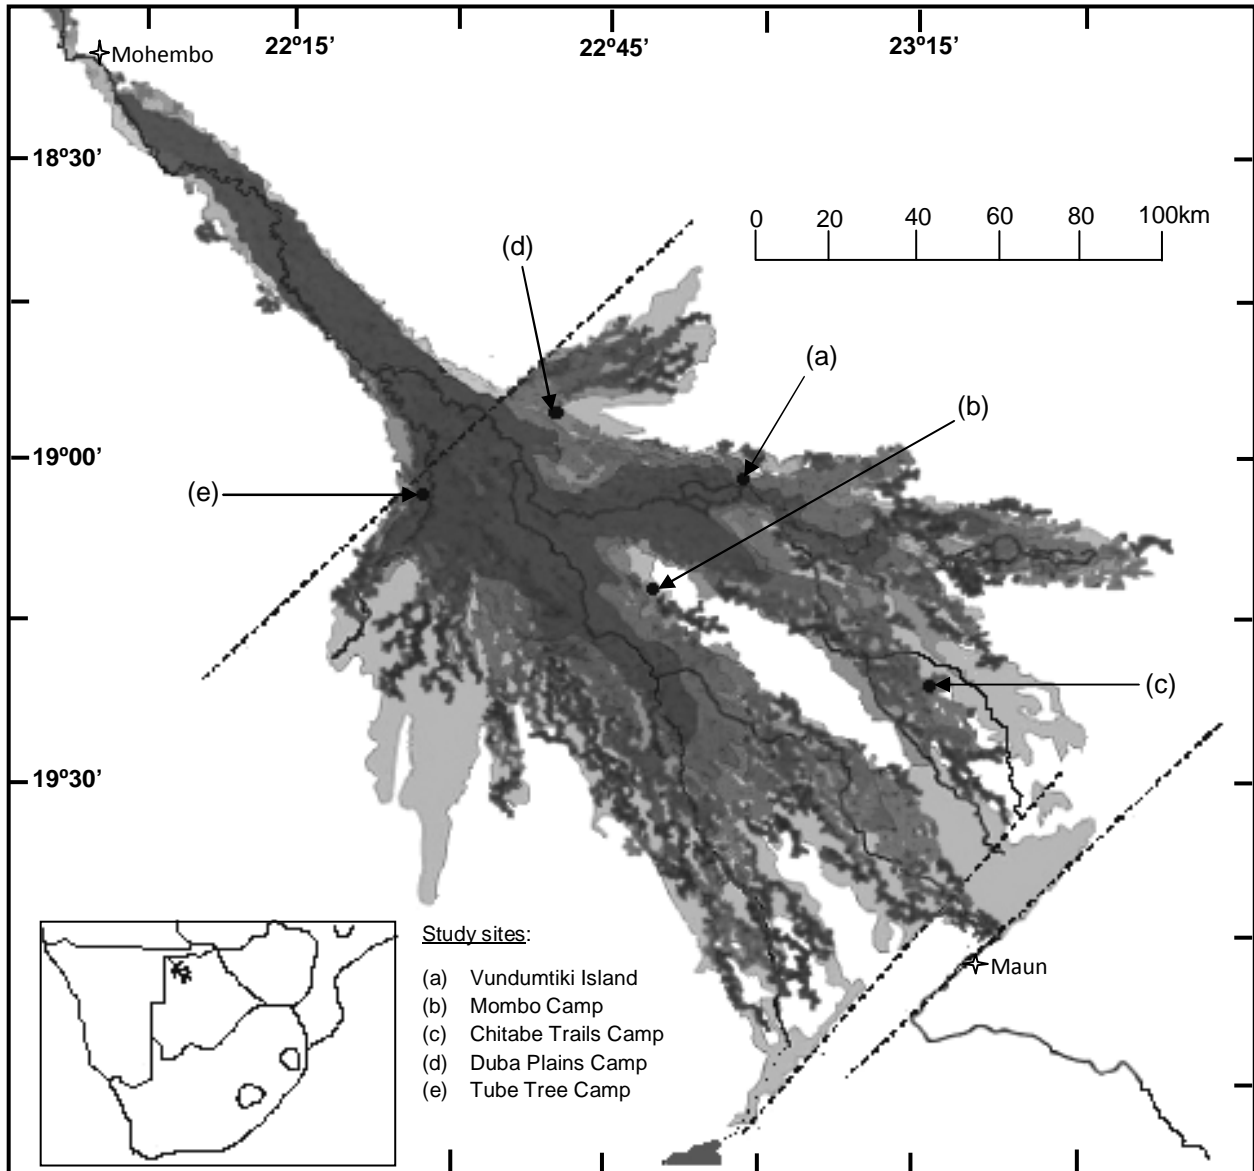 22º15’ 22º45’ 23º15’
Mohembo
18º30’
0 20 40 60 80 100km
(d)
(a)
(b)
19º00’
(e)
(c)
19º30’
Study sites:
(a) Vundumtiki Island
(b) Mombo Camp
(c) Chitabe Trails Camp
(d) Duba Plains Camp
(e) Tube Tree Camp
Maun